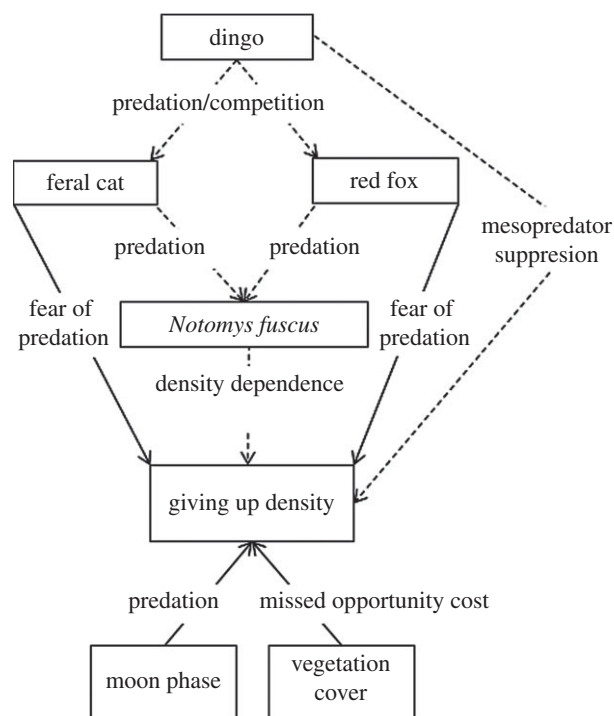 dingo
predation/competition
feral cat
red fox
mesopredator
suppresion
predation
predation
fear of
predation
Notomys fuscus
fear of
predation
density dependence
giving up density
predation
missed opportunity cost
moon phase
vegetation
cover